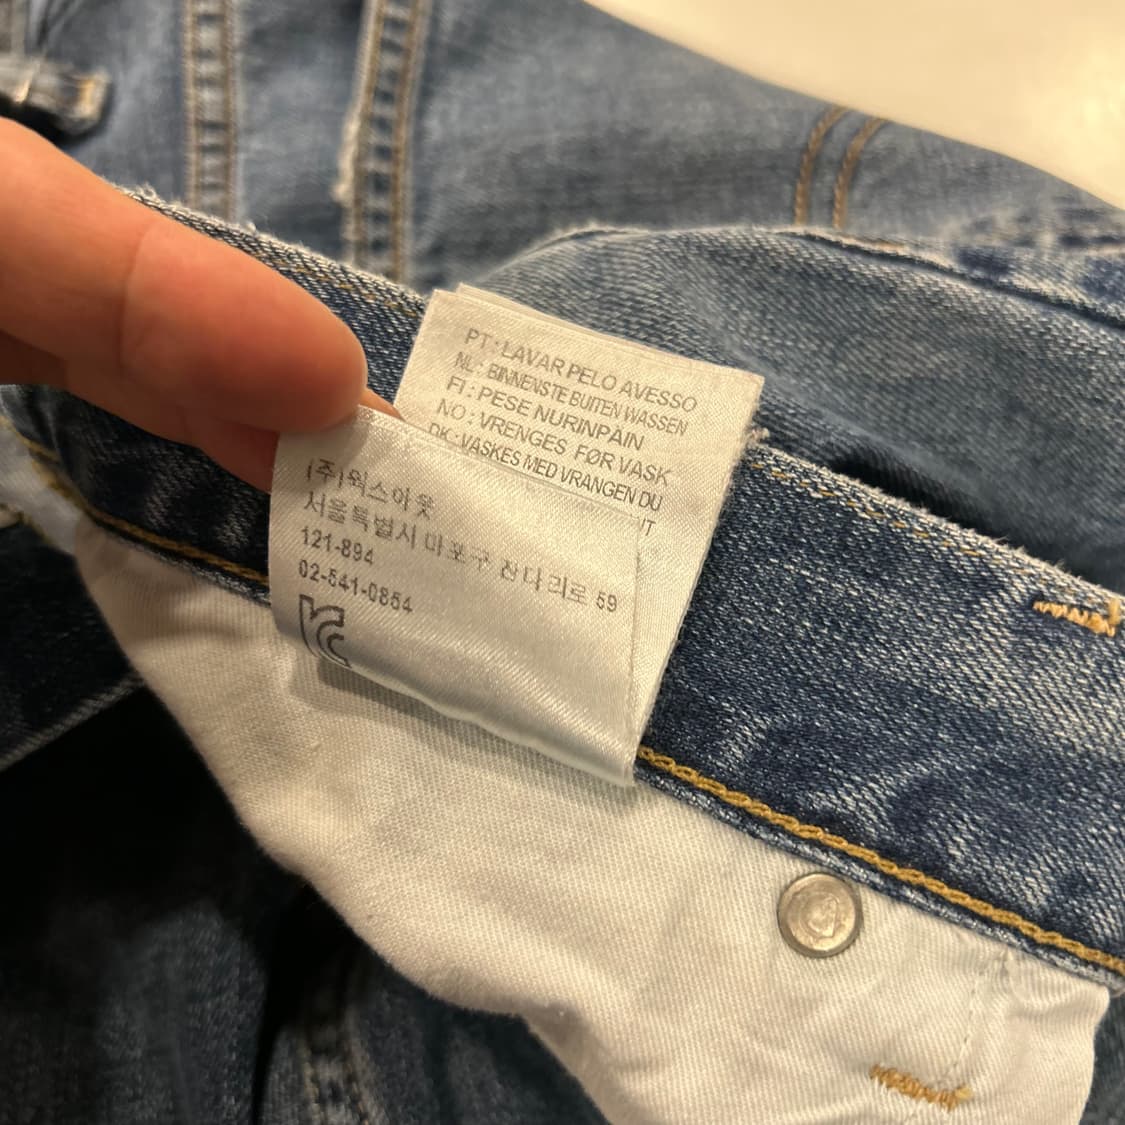 PT : LAVAR PELO AVESSO
NL : BINNENSTE BUITEN WASSEN
FI : PESE NURINPÄIN
NO : VRENGES FØR VASK
DK : VASKES MED VRANGEN DU
UT
(주)웍스아웃
서울특별시 마포구 잔다리로 59
121-894
02-541-0854